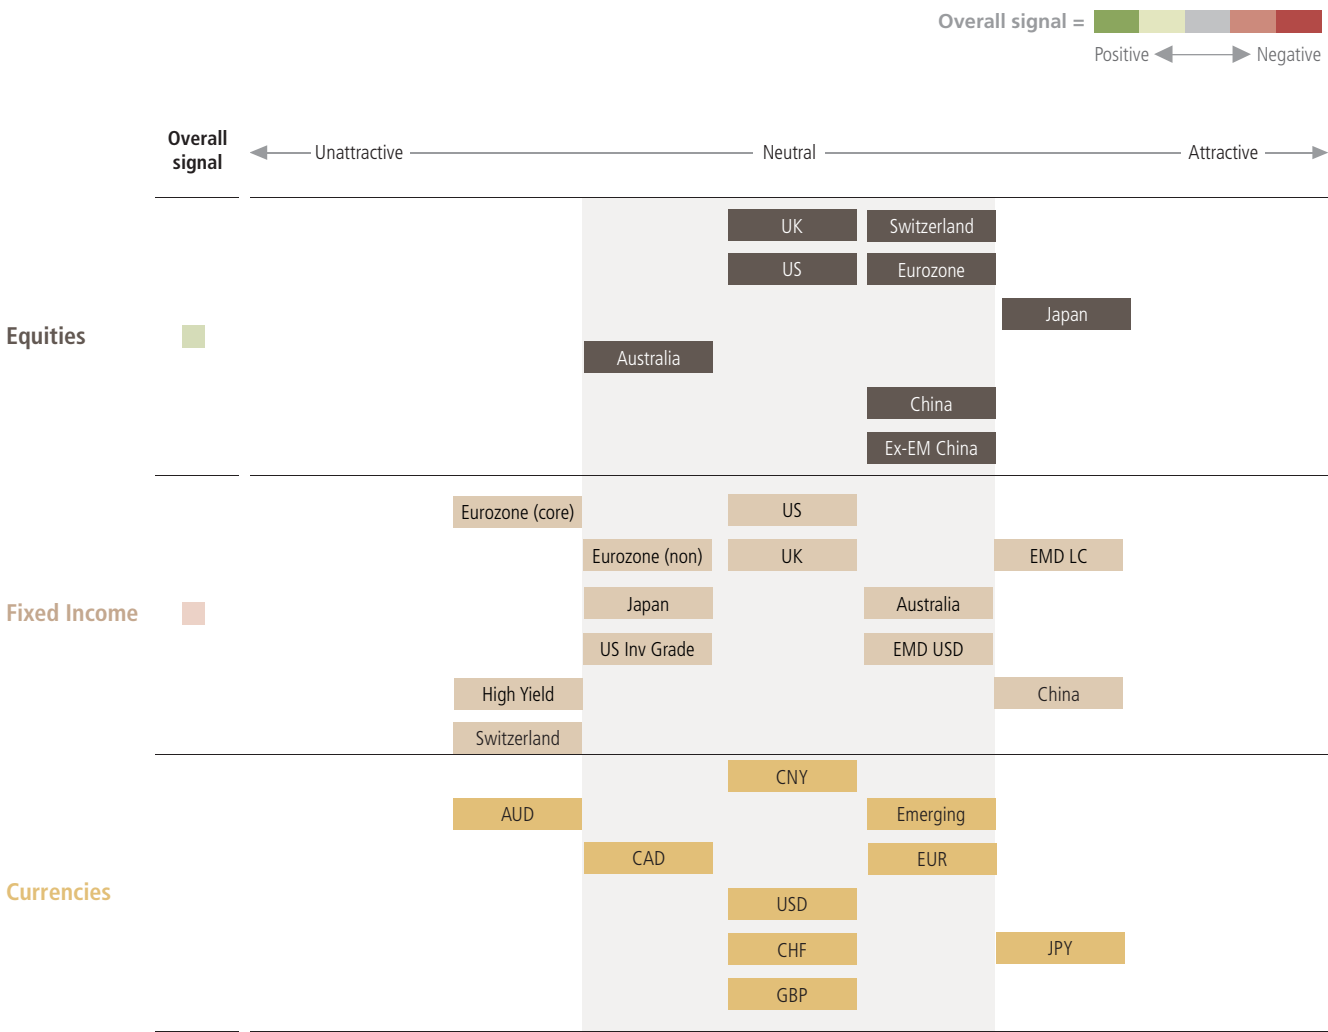 Overall signal =
Positive
Negative
Overall
signal
Unattractive
Neutral
Attractive
UK
Switzerland
US
Eurozone
Japan
Equities
Australia
China
Ex-EM China
Eurozone (core)
US
Eurozone (non)
UK
EMD LC
Japan
Australia
Fixed Income
US Inv Grade
EMD USD
High Yield
China
Switzerland
CNY
AUD
Emerging
CAD
EUR
Currencies
USD
CHF
JPY
GBP